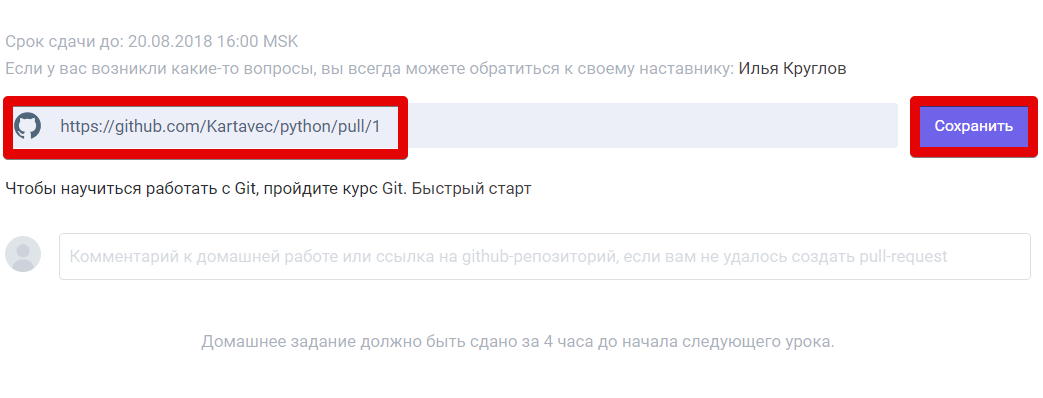 Срок сдачи до: 20.08.2018 16:00 MSK
Если у вас возникли какие-то вопросы, вы всегда можете обратиться к своему наставнику: Илья Круглов
https://github.com/Kartavec/python/pull/1
Сохранить
Чтобы научиться работать с Git, пройдите курс Git. Быстрый старт
Комментарий к домашней работе или ссылка на github-репозиторий, если вам не удалось создать pull-request
Домашнее задание должно быть сдано за 4 часа до начала следующего урока.